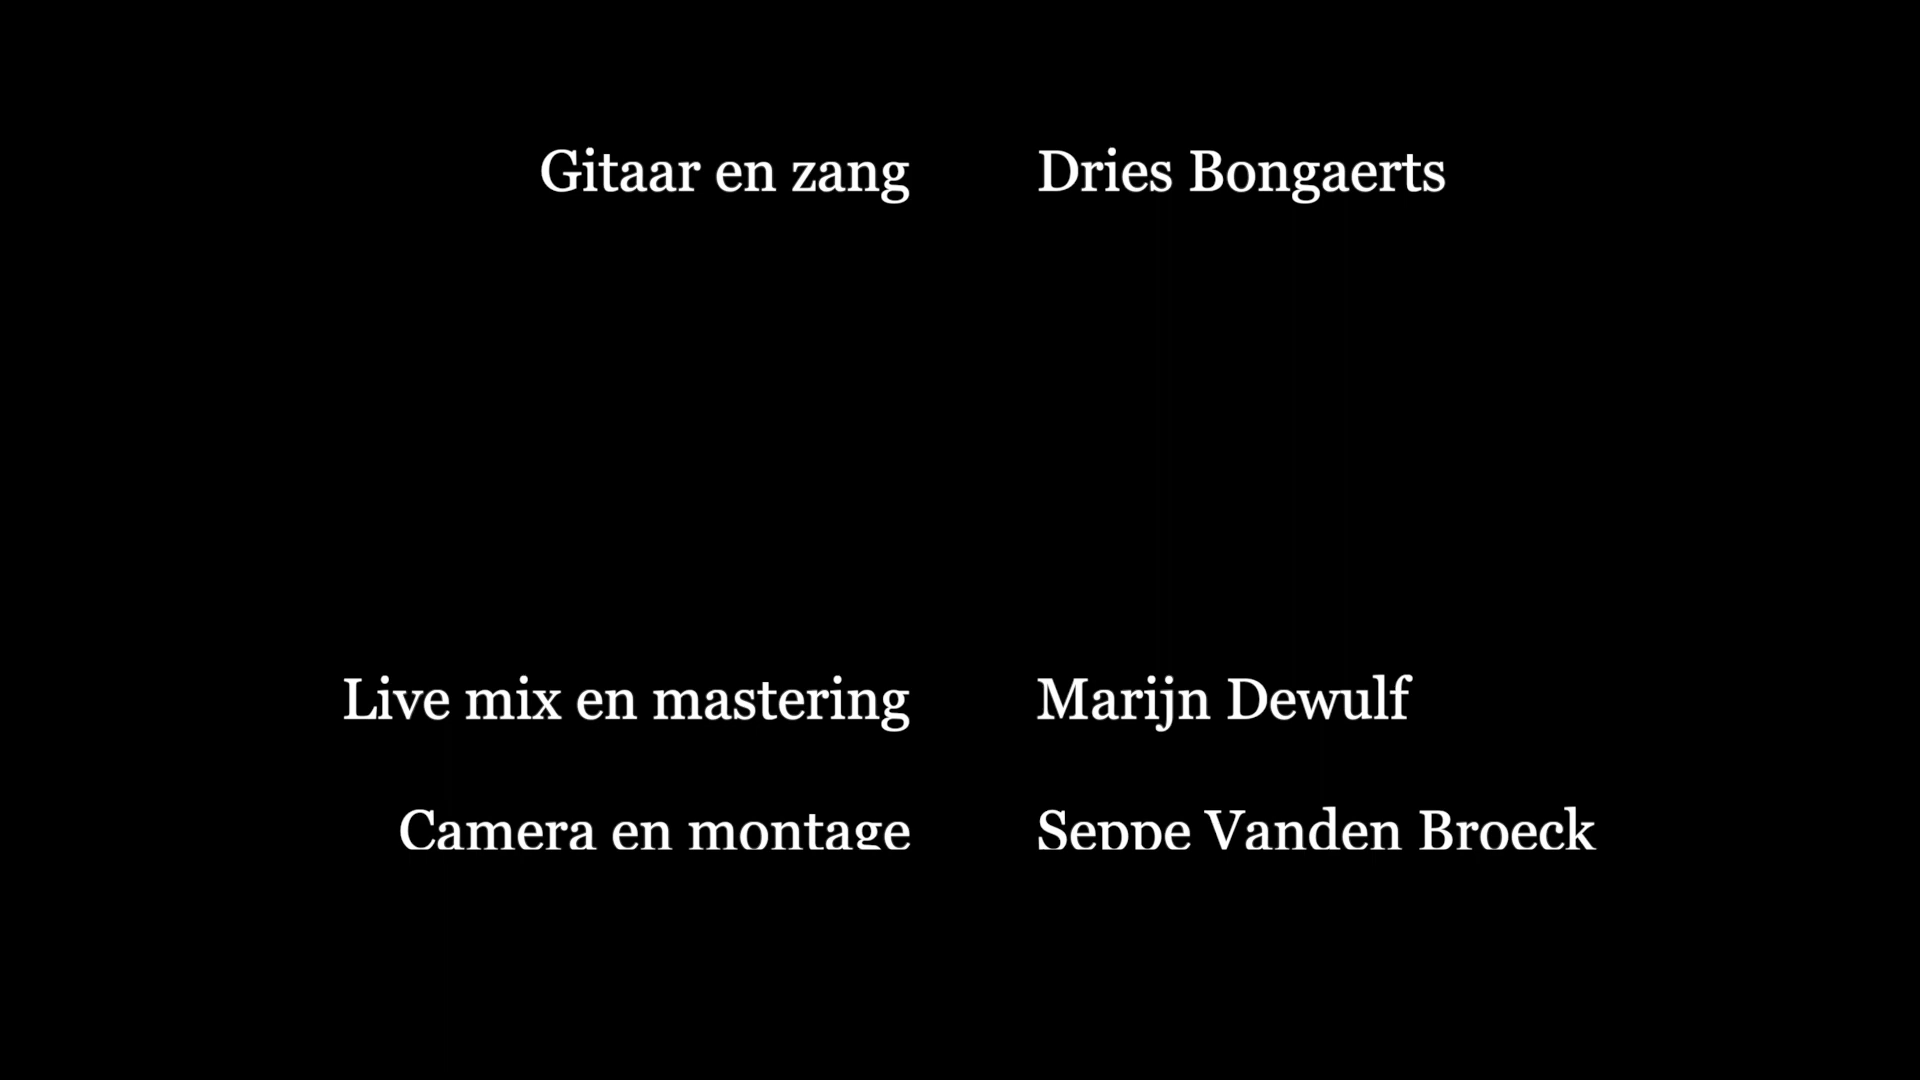 Gitaar en zang Dries Bongaerts
Live mix en mastering Marijn Dewulf
Camera en montage Seppe Vanden Broeck